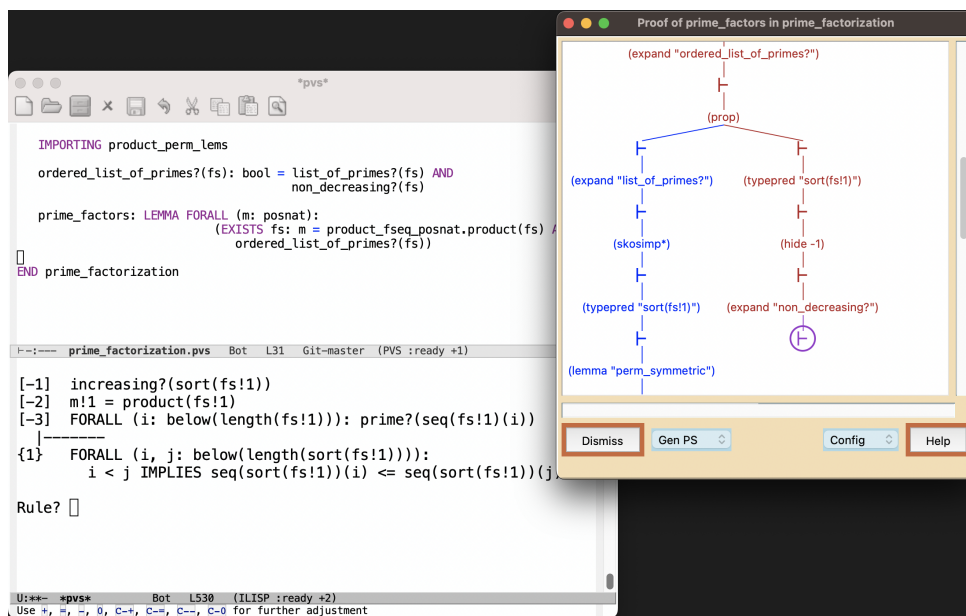 Proof of prime_factors in prime_factorization
(expand "ordered_list_of_primes?")
(prop)
(expand "list_of_primes?")
(typepred "sort(fs!1)")
(skosimp*)
(hide -1)
(typepred "sort(fs!1)")
(expand "non_decreasing?")
(lemma "perm_symmetric")
Dismiss
Gen PS
Config
Help
*pvs*
IMPORTING product_perm_lems
ordered_list_of_primes?(fs): bool = list_of_primes?(fs) AND
non_decreasing?(fs)
prime_factors: LEMMA FORALL (m: posnat):
(EXISTS fs: m = product_fseq_posnat.product(fs)
ordered_list_of_primes?(fs))
END prime_factorization
⊢-:--- prime_factorization.pvs Bot L31 Git-master (PVS :ready +1)
[-1] increasing?(sort(fs!1))
[-2] m!1 = product(fs!1)
[-3] FORALL (i: below(length(fs!1))): prime?(seq(fs!1)(i))
|-------
{1} FORALL (i, j: below(length(sort(fs!1)))):
i < j IMPLIES seq(sort(fs!1))(i) <= seq(sort(fs!1))(j
Rule?
U:**- *pvs* Bot L530 (ILISP :ready +2)
Use +, =, -, 0, C-+, C-=, C--, C-0 for further adjustment